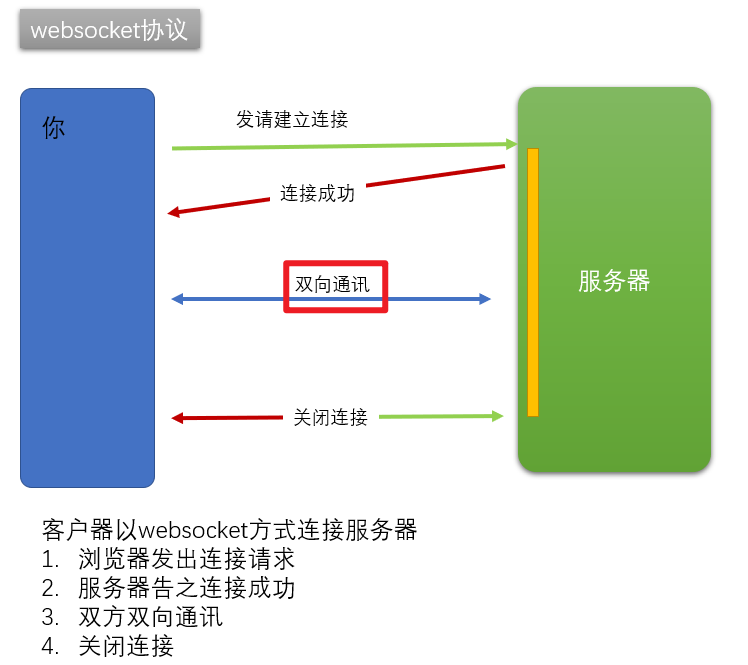 websocket协议
你
发请建立连接
连接成功
双向通讯
服务器
关闭连接
客户器以websocket方式连接服务器
1. 浏览器发出连接请求
2. 服务器告之连接成功
3. 双方双向通讯
4. 关闭连接